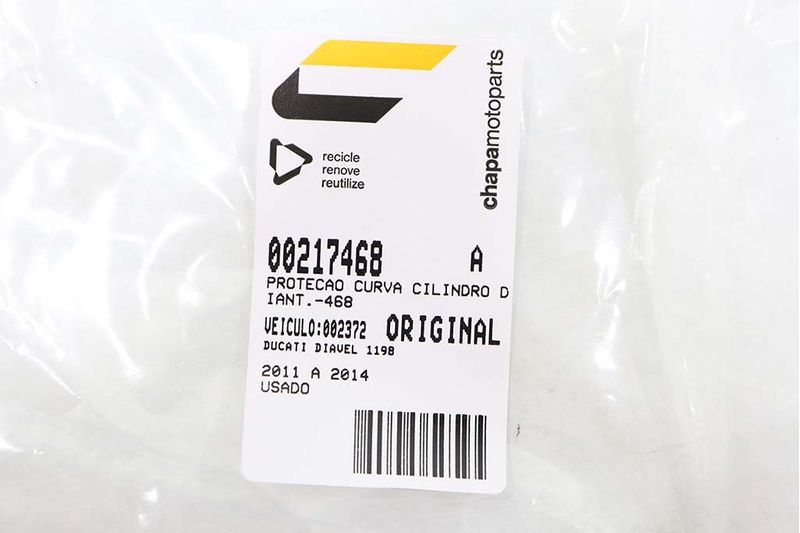 chapamotoparts
recicle
renove
reutilize
00217468 A
PROTECAO CURVA CILINDRO D
IANT.-468
VEICULO:002372 ORIGINAL
DUCATI DIAVEL 1198
2011 A 2014
USADO